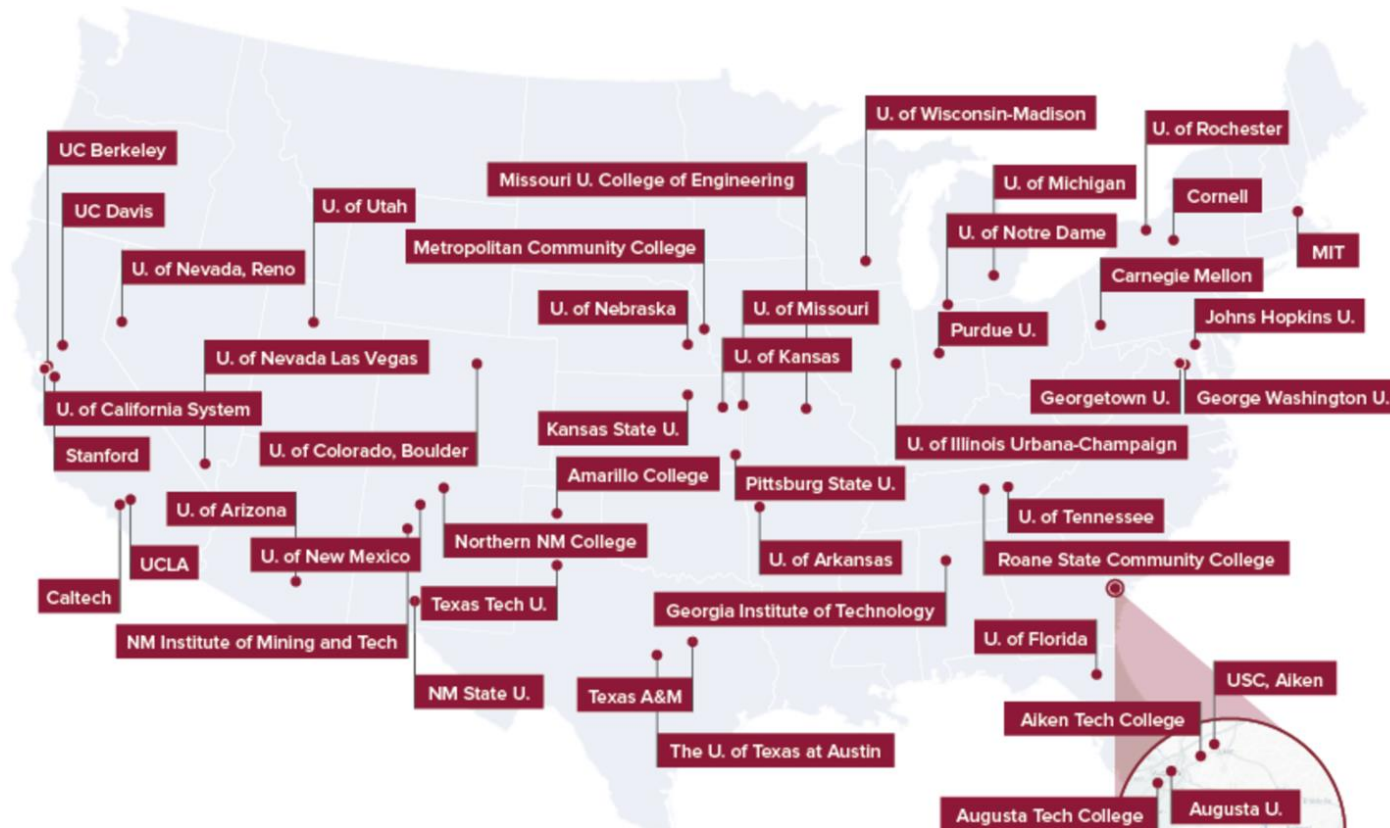 U. of Wisconsin-Madison
U. of Rochester
UC Berkeley
Missouri U. College of Engineering
U. of Michigan
Cornell
UC Davis
U. of Utah
U. of Notre Dame
Metropolitan Community College
MIT
U. of Nevada, Reno
Carnegie Mellon
U. of Nebraska
U. of Missouri
Johns Hopkins U.
Purdue U.
U. of Nevada Las Vegas
U. of Kansas
Georgetown U.
George Washington U.
U. of California System
Kansas State U.
U. of Illinois Urbana-Champaign
U. of Colorado, Boulder
Stanford
Amarillo College
Pittsburg State U.
U. of Arizona
U. of Tennessee
Northern NM College
U. of New Mexico
U. of Arkansas
Roane State Community College
UCLA
Caltech
Texas Tech U.
Georgia Institute of Technology
NM Institute of Mining and Tech
U. of Florida
USC, Aiken
NM State U.
Texas A&M
Aiken Tech College
The U. of Texas at Austin
Augusta U.
Augusta Tech College